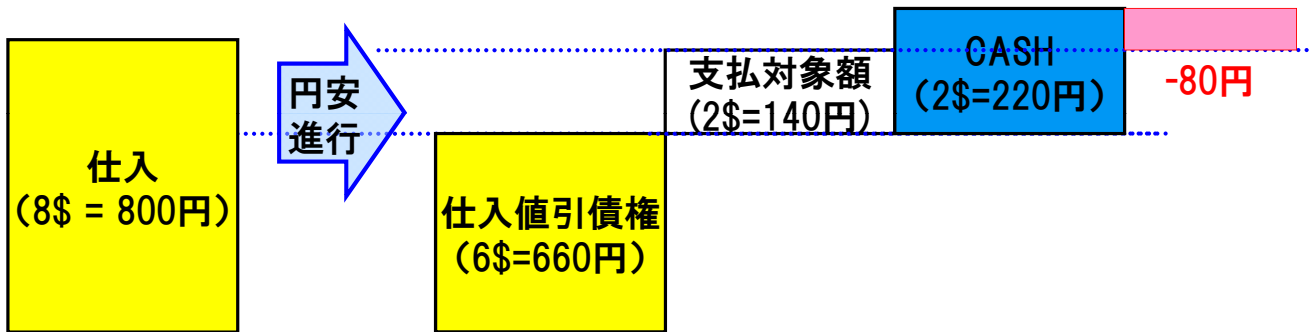 仕入
(8$ = 800円)
円安
進行
仕入値引債権
(6$=660円)
支払対象額
(2$=140円)
CASH
(2$=220円)
-80円